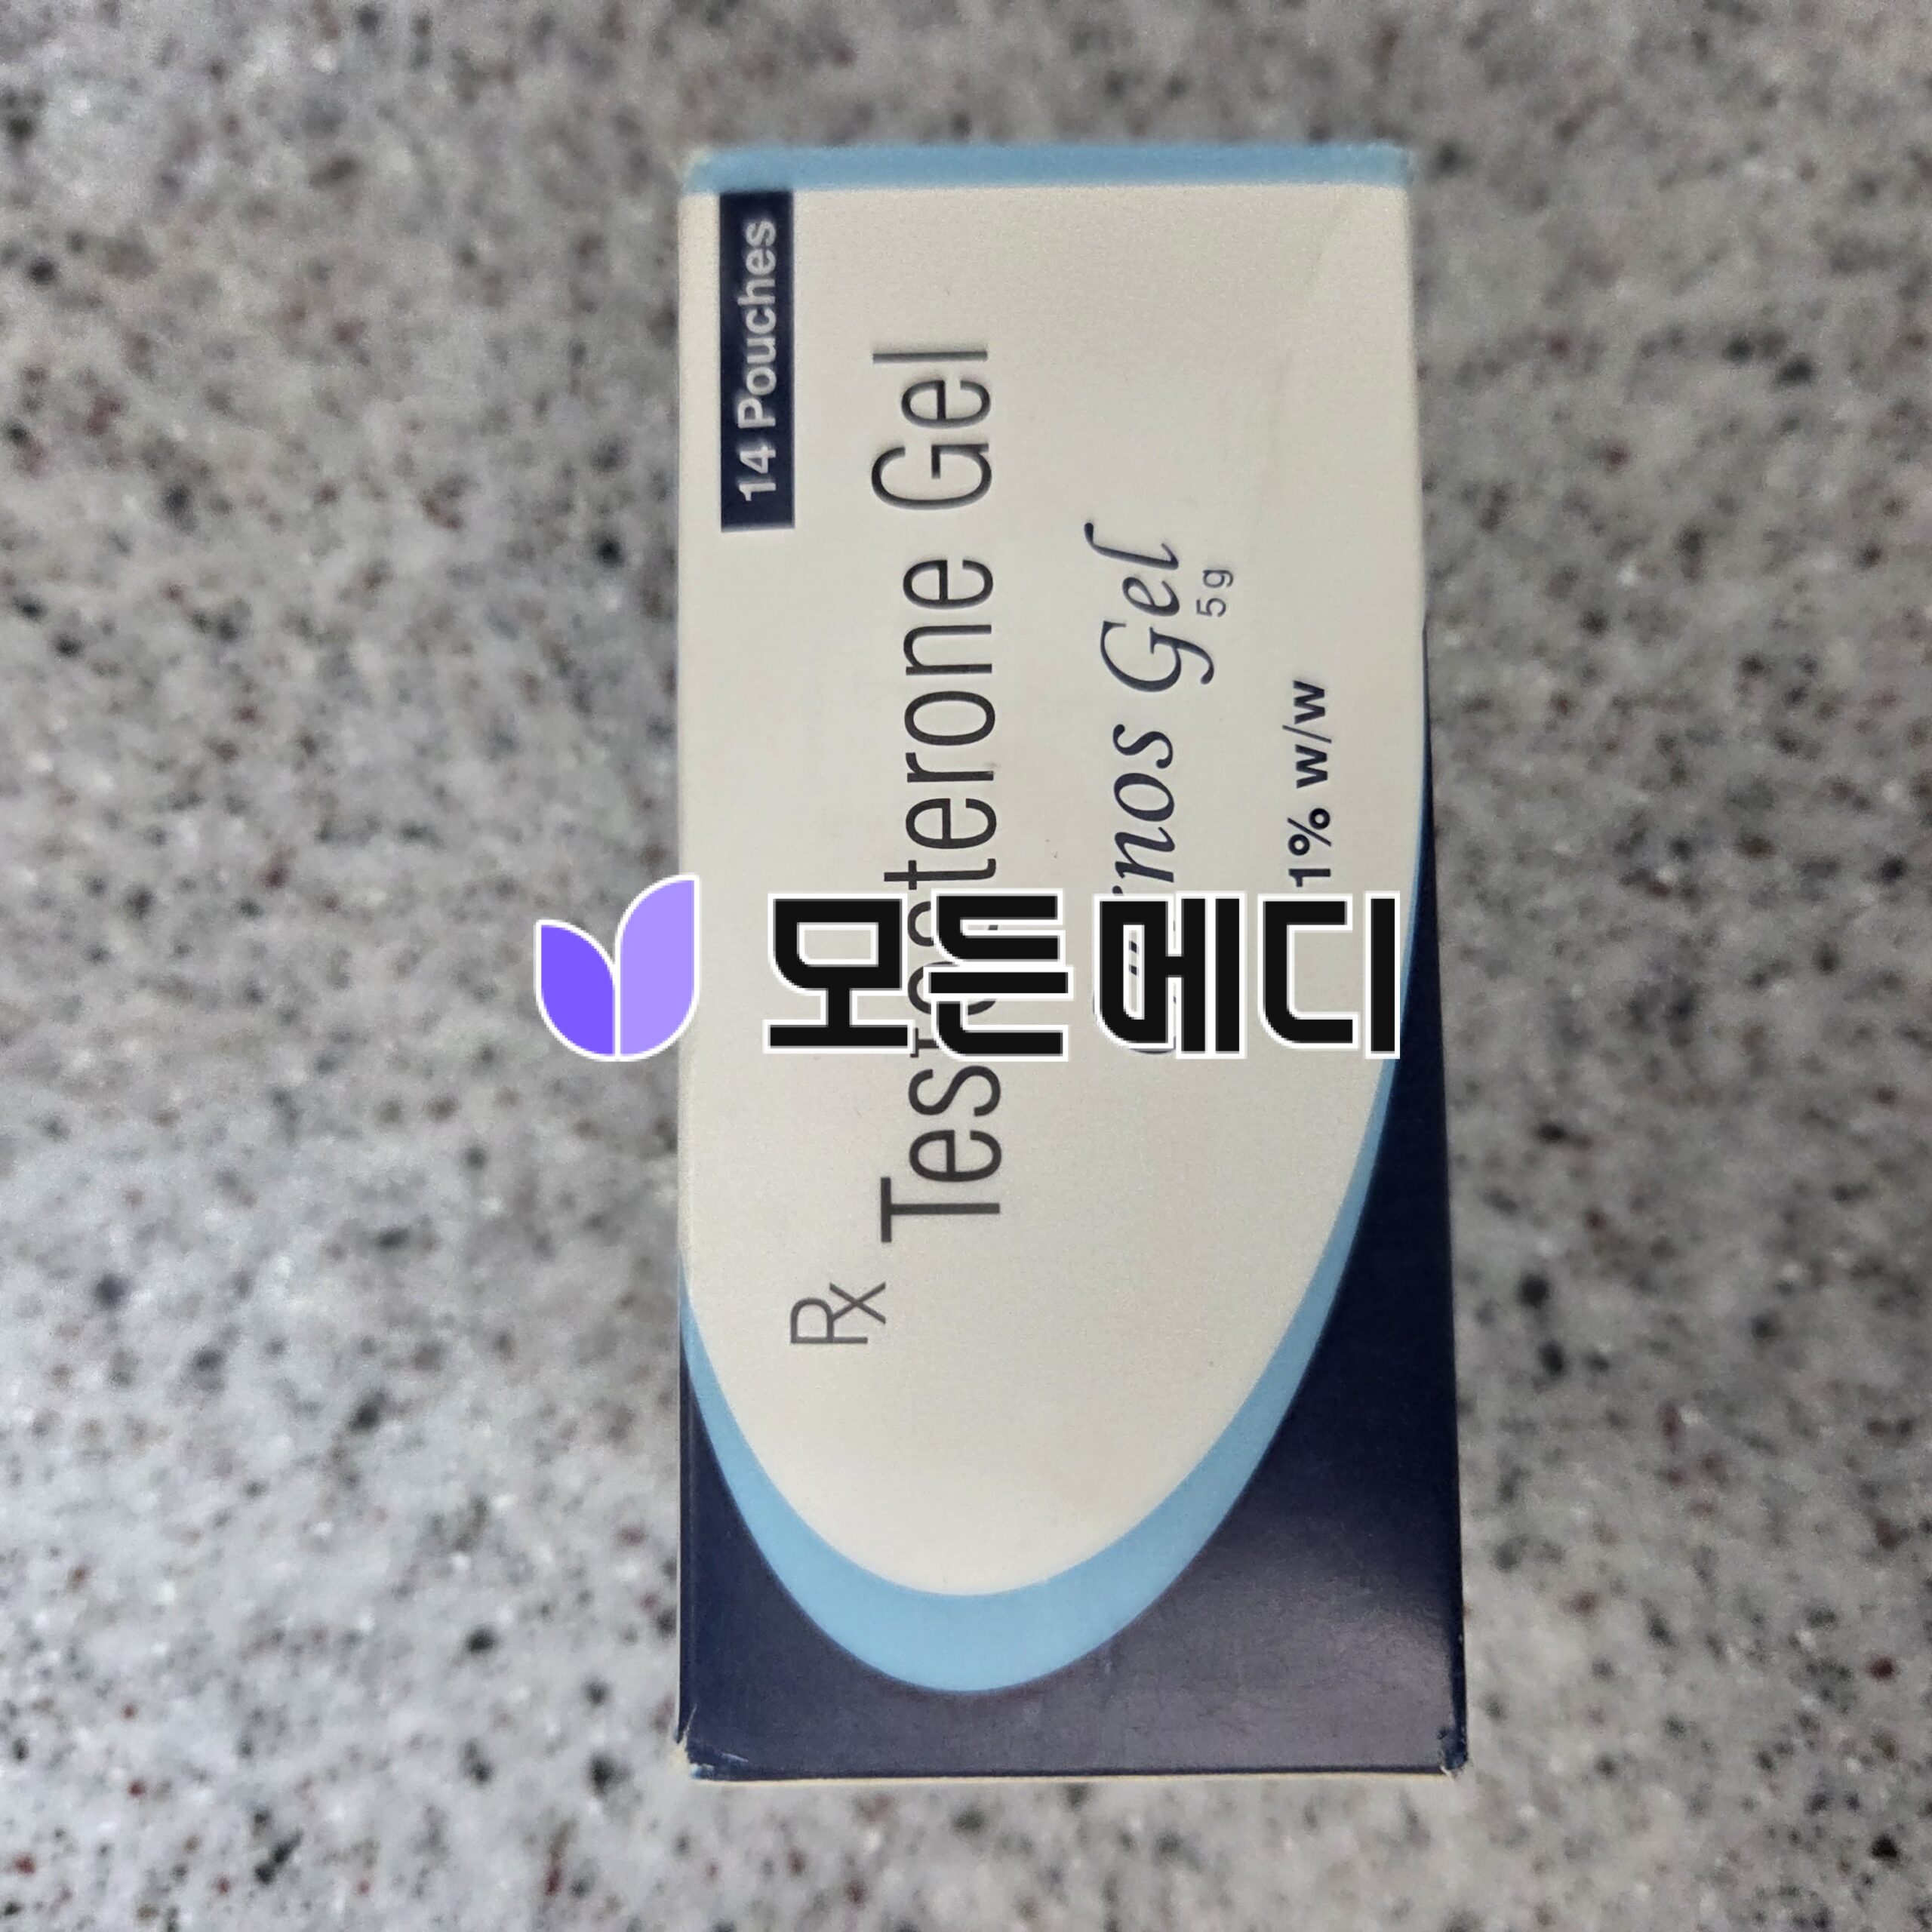 14 Pouches
Rx Testosterone Gel
Gel
5g
1% w/w
모든메디